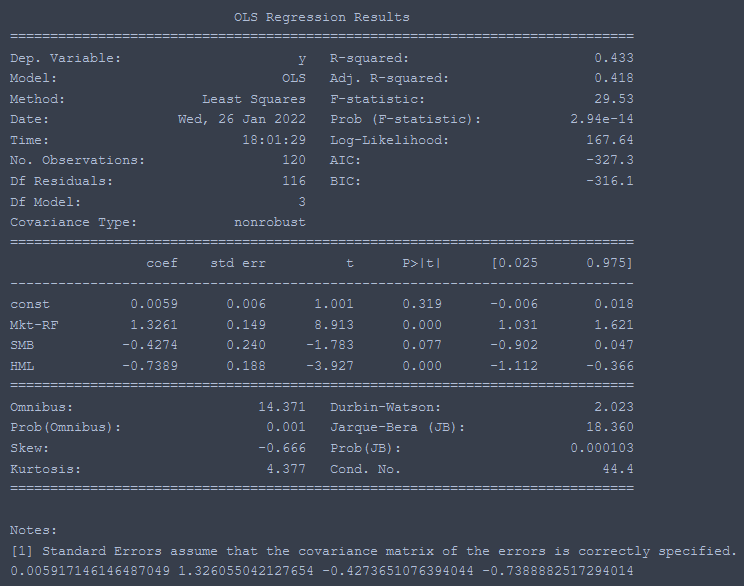 OLS Regression Results
==============================================================================
Dep. Variable: y R-squared: 0.433
Model: OLS Adj. R-squared: 0.418
Method: Least Squares F-statistic: 29.53
Date: Wed, 26 Jan 2022 Prob (F-statistic): 2.94e-14
Time: 18:01:29 Log-Likelihood: 167.64
No. Observations: 120 AIC: -327.3
Df Residuals: 116 BIC: -316.1
Df Model: 3
Covariance Type: nonrobust
==============================================================================
coef std err t P>|t| [0.025 0.975]
------------------------------------------------------------------------------
const 0.0059 0.006 1.001 0.319 -0.006 0.018
Mkt-RF 1.3261 0.149 8.913 0.000 1.031 1.621
SMB -0.4274 0.240 -1.783 0.077 -0.902 0.047
HML -0.7389 0.188 -3.927 0.000 -1.112 -0.366
==============================================================================
Omnibus: 14.371 Durbin-Watson: 2.023
Prob(Omnibus): 0.001 Jarque-Bera (JB): 18.360
Skew: -0.666 Prob(JB): 0.000103
Kurtosis: 4.377 Cond. No. 44.4
==============================================================================
Notes:
[1] Standard Errors assume that the covariance matrix of the errors is correctly specified.
0.005917146146487049 1.326055042127654 -0.4273651076394044 -0.7388882517294014